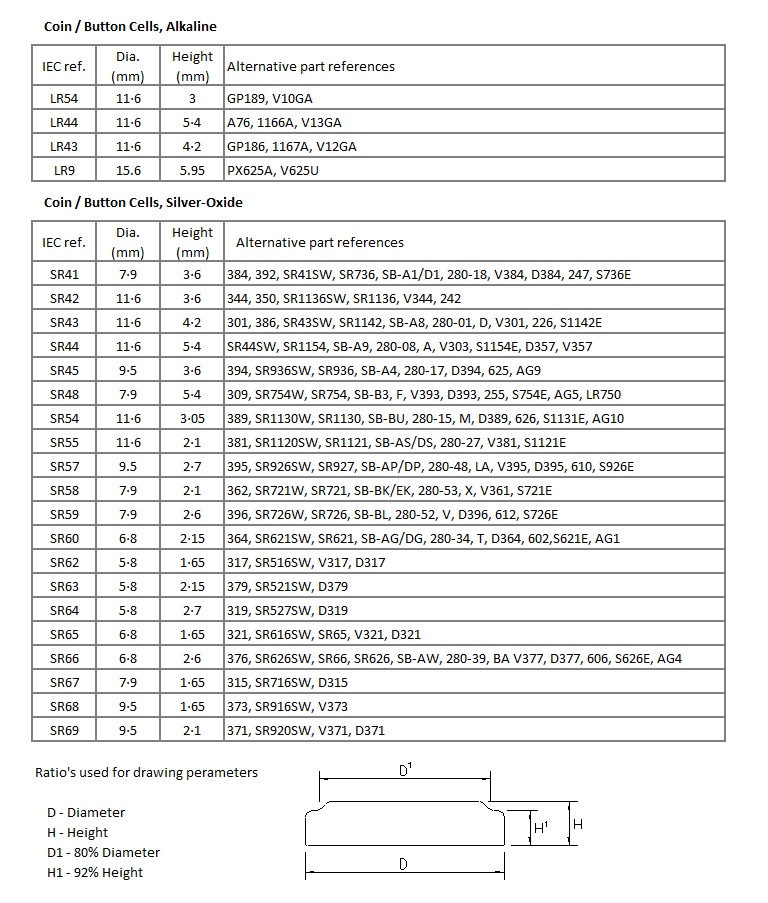 Coin / Button Cells, Alkaline
IEC ref. Dia. (mm) Height (mm) Alternative part references
LR54 11·6 3 GP189, V10GA
LR44 11·6 5·4 A76, 1166A, V13GA
LR43 11·6 4·2 GP186, 1167A, V12GA
LR9 15.6 5.95 PX625A, V625U
Coin / Button Cells, Silver-Oxide
IEC ref. Dia. (mm) Height (mm) Alternative part references
SR41 7·9 3·6 384, 392, SR41SW, SR736, SB-A1/D1, 280-18, V384, D384, 247, S736E
SR42 11·6 3·6 344, 350, SR1136SW, SR1136, V344, 242
SR43 11·6 4·2 301, 386, SR43SW, SR1142, SB-A8, 280-01, D, V301, 226, S1142E
SR44 11·6 5·4 SR44SW, SR1154, SB-A9, 280-08, A, V303, S1154E, D357, V357
SR45 9·5 3·6 394, SR936SW, SR936, SB-A4, 280-17, D394, 625, AG9
SR48 7·9 5·4 309, SR754W, SR754, SB-B3, F, V393, D393, 255, S754E, AG5, LR750
SR54 11·6 3·05 389, SR1130W, SR1130, SB-BU, 280-15, M, D389, 626, S1131E, AG10
SR55 11·6 2·1 381, SR1120SW, SR1121, SB-AS/DS, 280-27, V381, S1121E
SR57 9.5 2·7 395, SR926SW, SR927, SB-AP/DP, 280-48, LA, V395, D395, 610, S926E
SR58 7·9 2·1 362, SR721W, SR721, SB-BK/EK, 280-53, X, V361, S721E
SR59 7·9 2·6 396, SR726W, SR726, SB-BL, 280-52, V, D396, 612, S726E
SR60 6·8 2·15 364, SR621SW, SR621, SB-AG/DG, 280-34, T, D364, 602,S621E, AG1
SR62 5·8 1·65 317, SR516SW, V317, D317
SR63 5·8 2·15 379, SR521SW, D379
SR64 5·8 2·7 319, SR527SW, D319
SR65 6·8 1·65 321, SR616SW, SR65, V321, D321
SR66 6·8 2·6 376, SR626SW, SR66, SR626, SB-AW, 280-39, BA V377, D377, 606, S626E, AG4
SR67 7·9 1·65 315, SR716SW, D315
SR68 9·5 1·65 373, SR916SW, V373
SR69 9·5 2·1 371, SR920SW, V371, D371
Ratio's used for drawing perameters
D - Diameter
H - Height
D1 - 80% Diameter
H1 - 92% Height
D¹
H¹
H
D